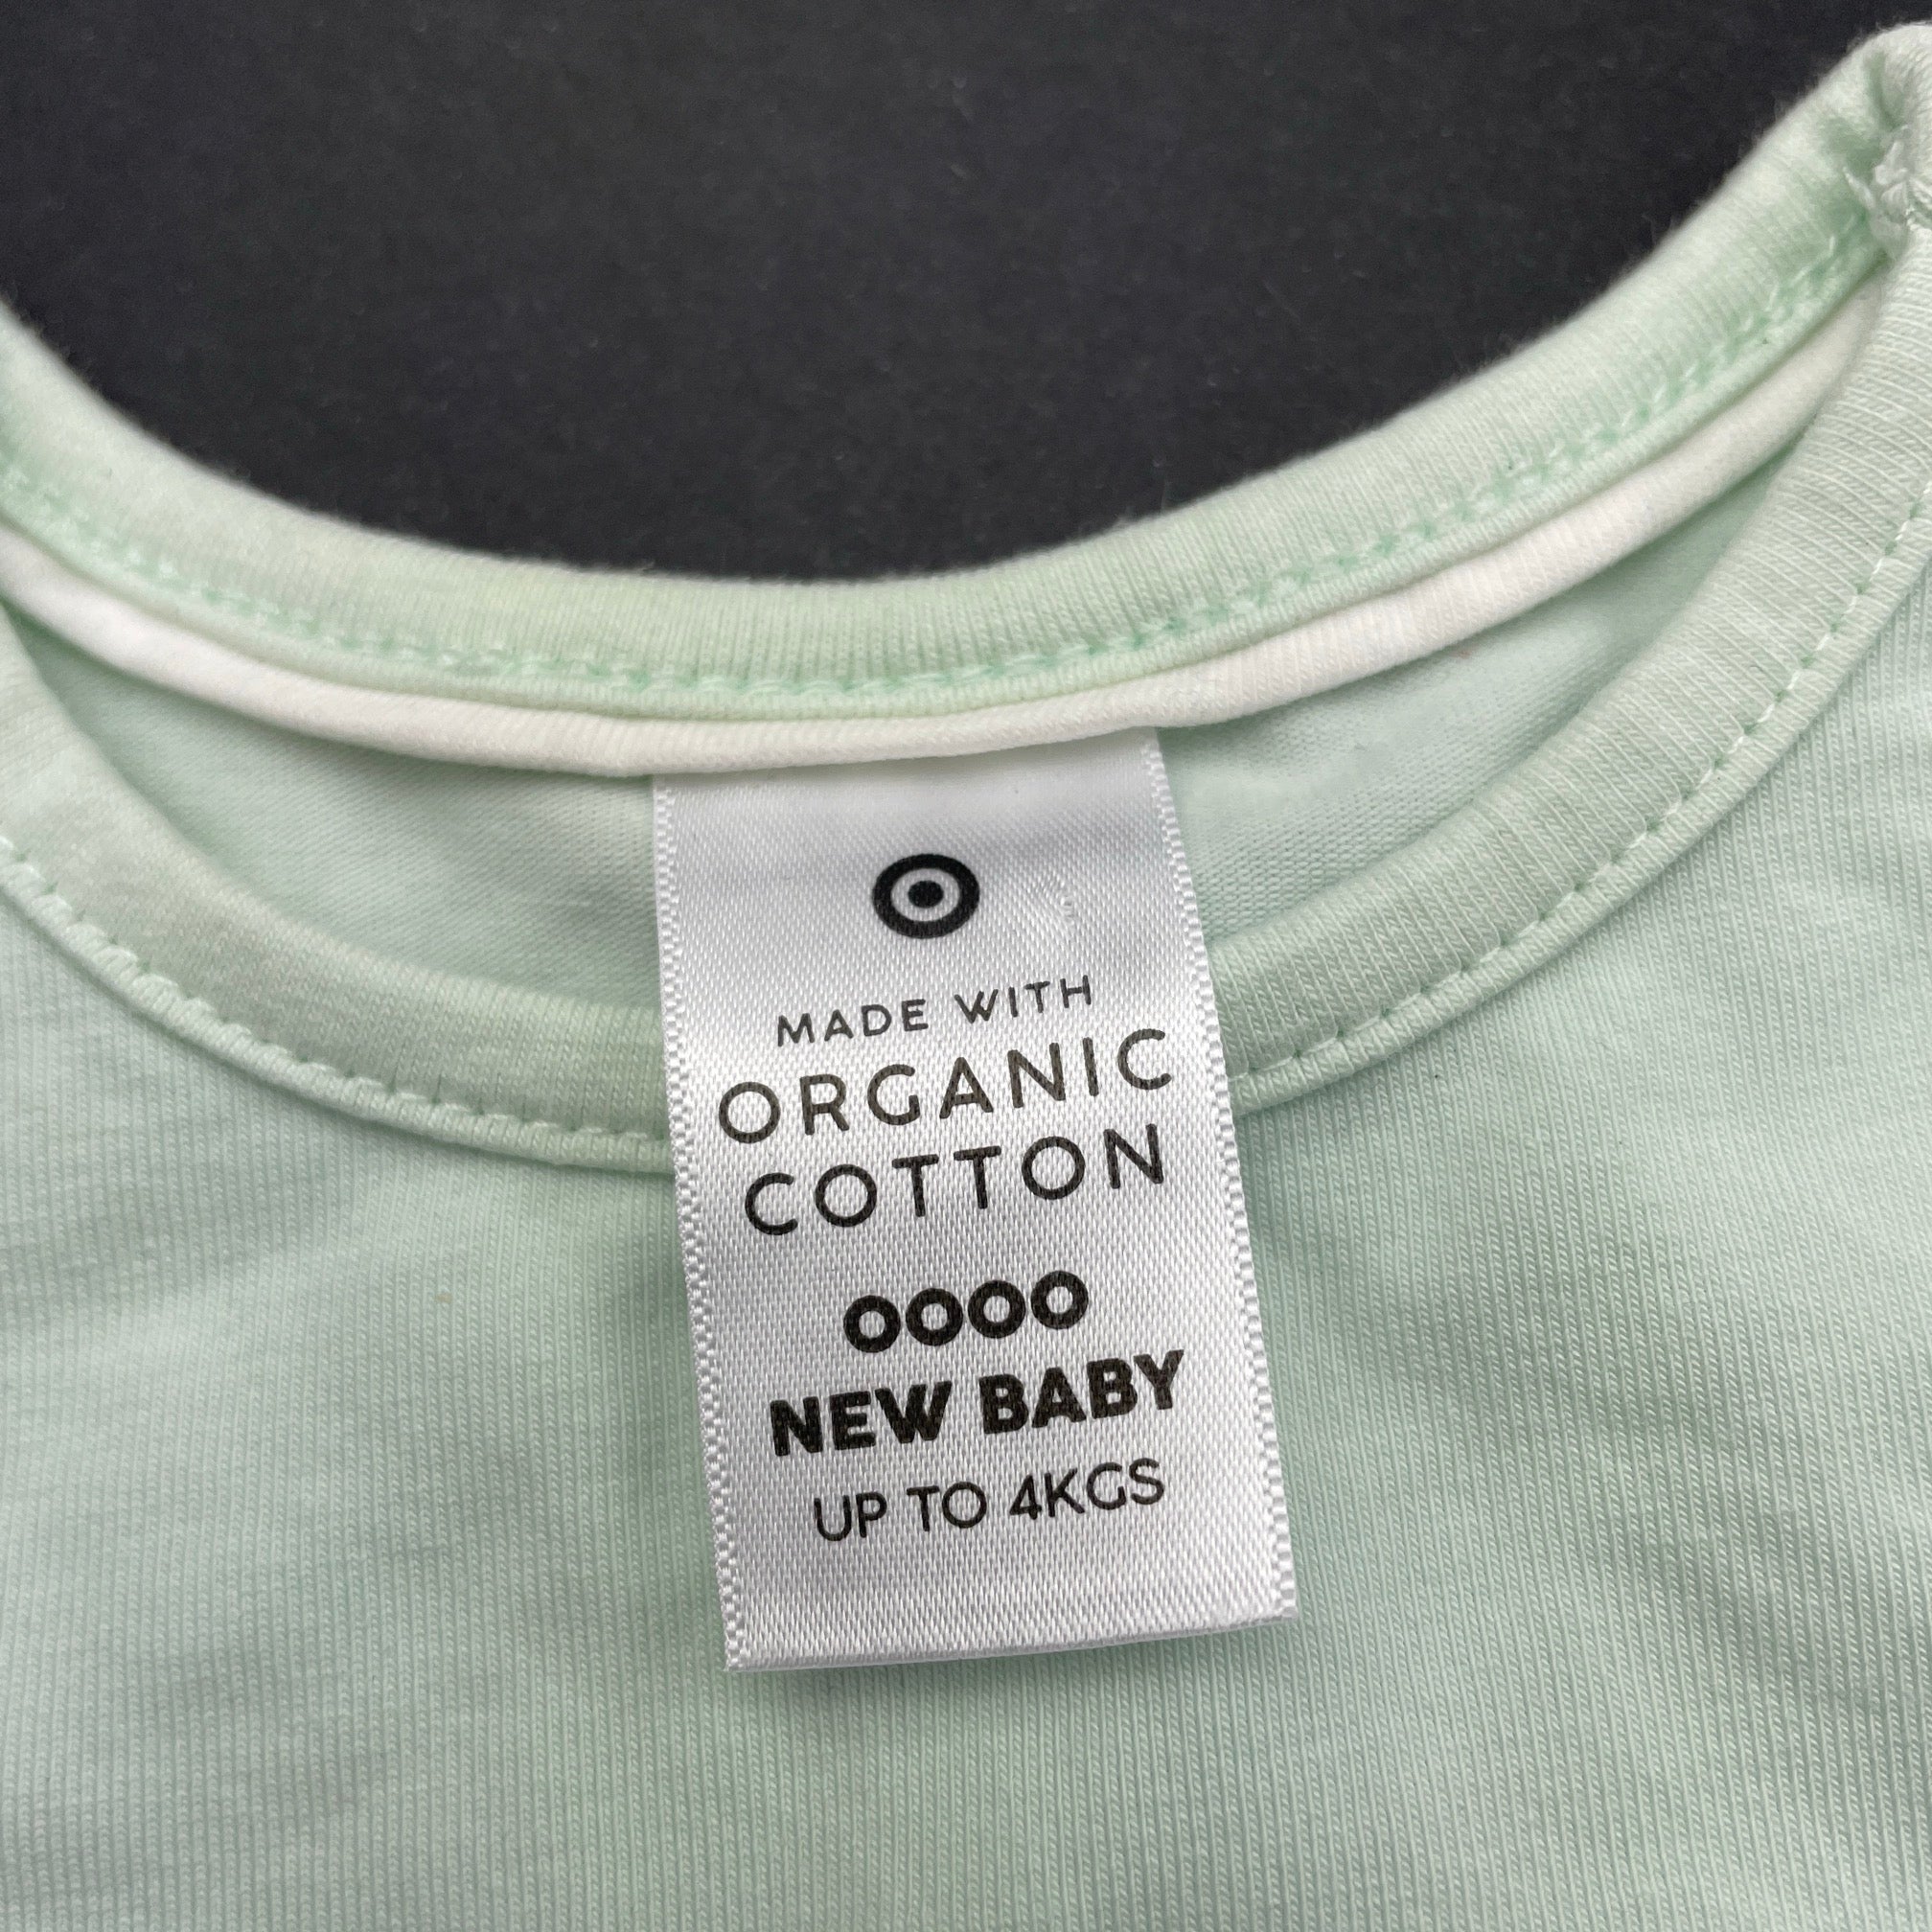 MADE WITH
ORGANIC
COTTON
0000
NEW BABY
UP TO 4KGS